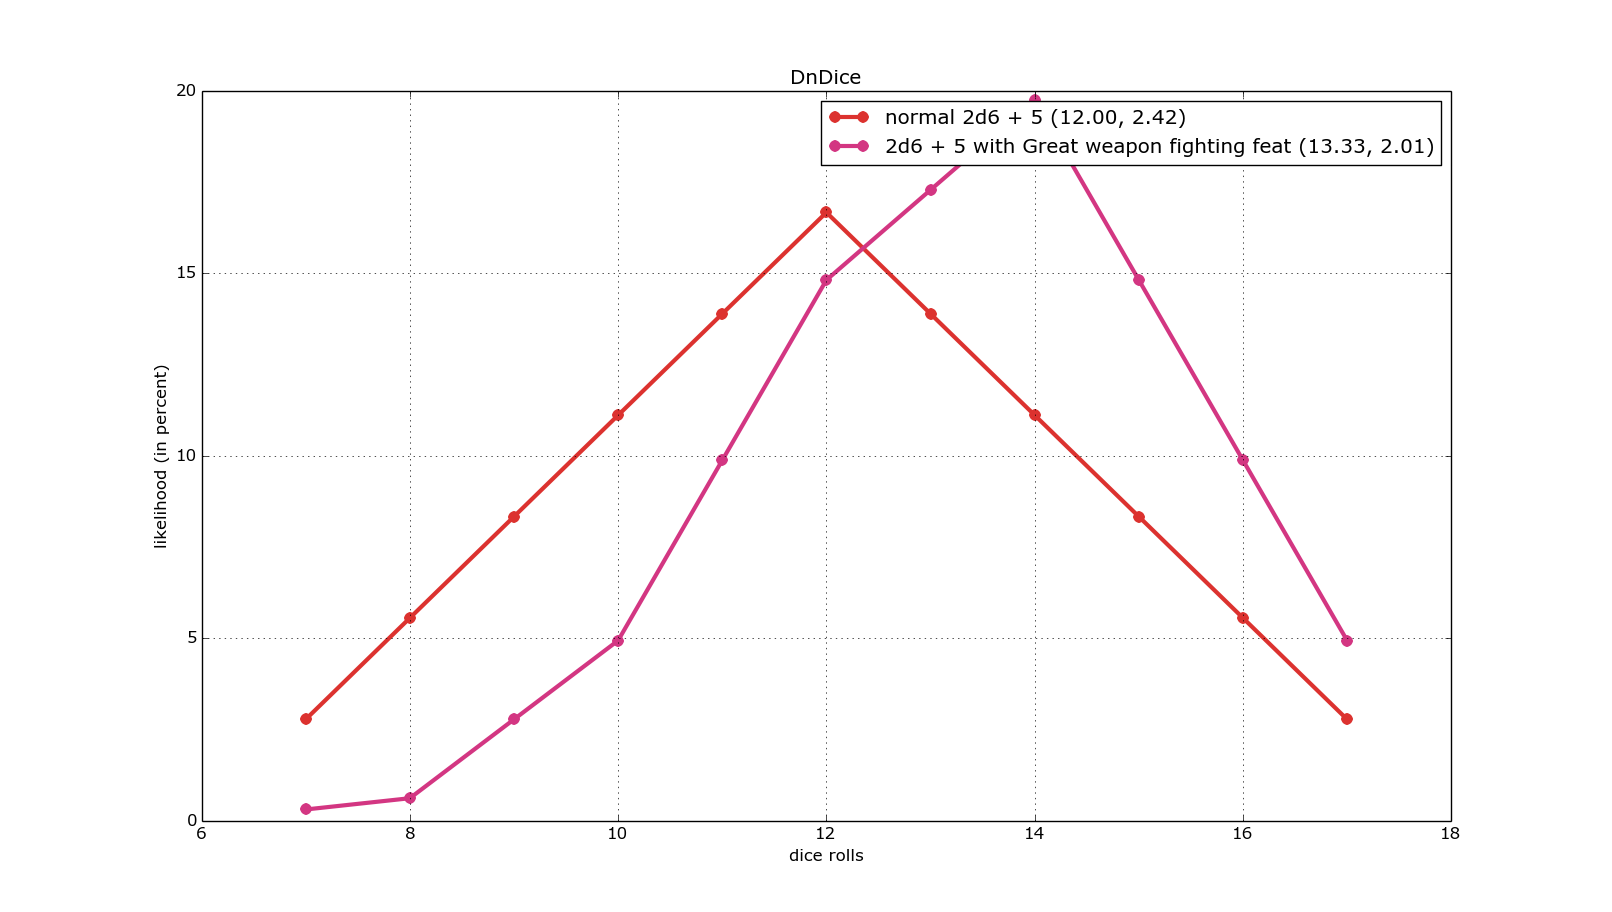 DnDice
normal 2d6 + 5 (12.00, 2.42)
2d6 + 5 with Great weapon fighting feat (13.33, 2.01)
20
15
10
5
0
likelihood (in percent)
6 8 10 12 14 16 18
dice rolls